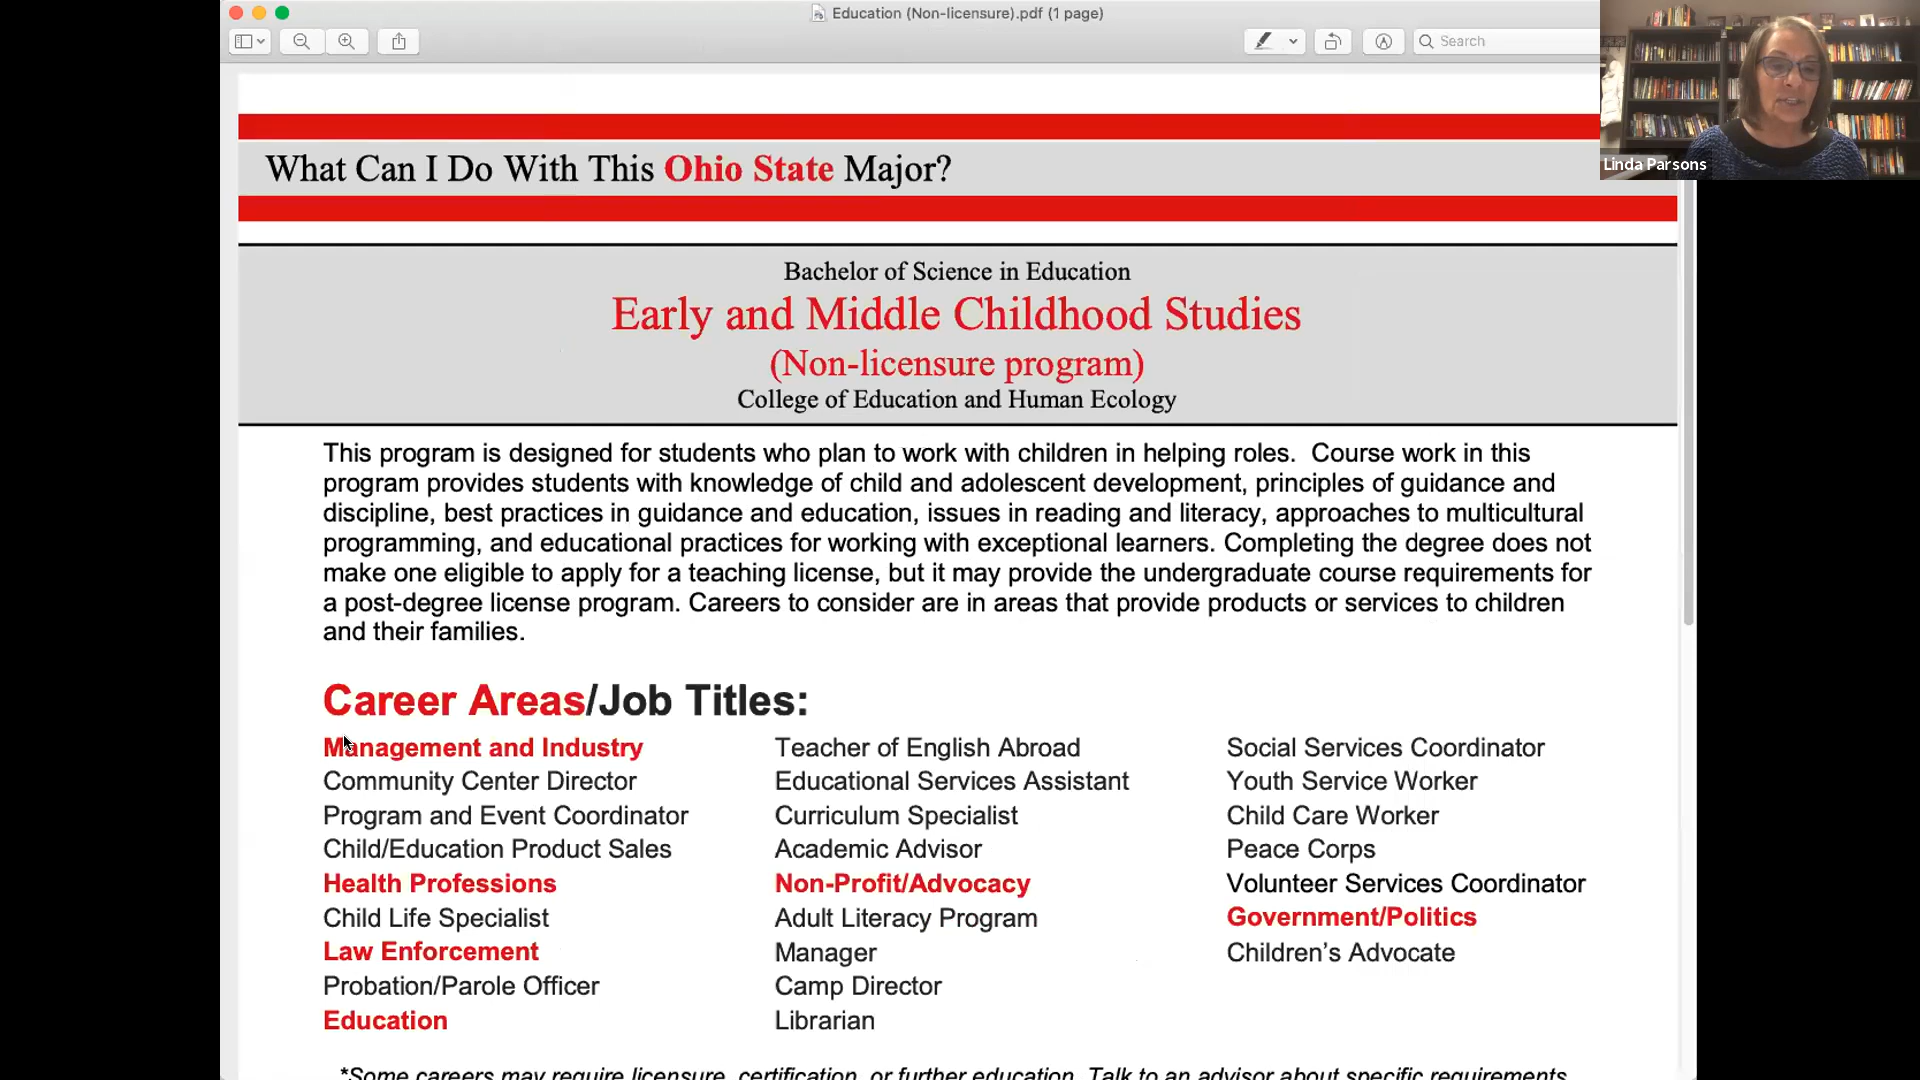 Education (Non-licensure).pdf (1 page)
Search
Linda Parsons
What Can I Do With This Ohio State Major?
Bachelor of Science in Education
Early and Middle Childhood Studies
(Non-licensure program)
College of Education and Human Ecology
This program is designed for students who plan to work with children in helping roles.  Course work in this
program provides students with knowledge of child and adolescent development, principles of guidance and
discipline, best practices in guidance and education, issues in reading and literacy, approaches to multicultural
programming, and educational practices for working with exceptional learners. Completing the degree does not
make one eligible to apply for a teaching license, but it may provide the undergraduate course requirements for
a post-degree license program. Careers to consider are in areas that provide products or services to children
and their families.
Career Areas/Job Titles:
Management and Industry
Community Center Director
Program and Event Coordinator
Child/Education Product Sales
Health Professions
Child Life Specialist
Law Enforcement
Probation/Parole Officer
Education
Teacher of English Abroad
Educational Services Assistant
Curriculum Specialist
Academic Advisor
Non-Profit/Advocacy
Adult Literacy Program
Manager
Camp Director
Librarian
Social Services Coordinator
Youth Service Worker
Child Care Worker
Peace Corps
Volunteer Services Coordinator
Government/Politics
Children’s Advocate
*Some careers may require licensure, certification, or further education. Talk to an advisor about specific requirements